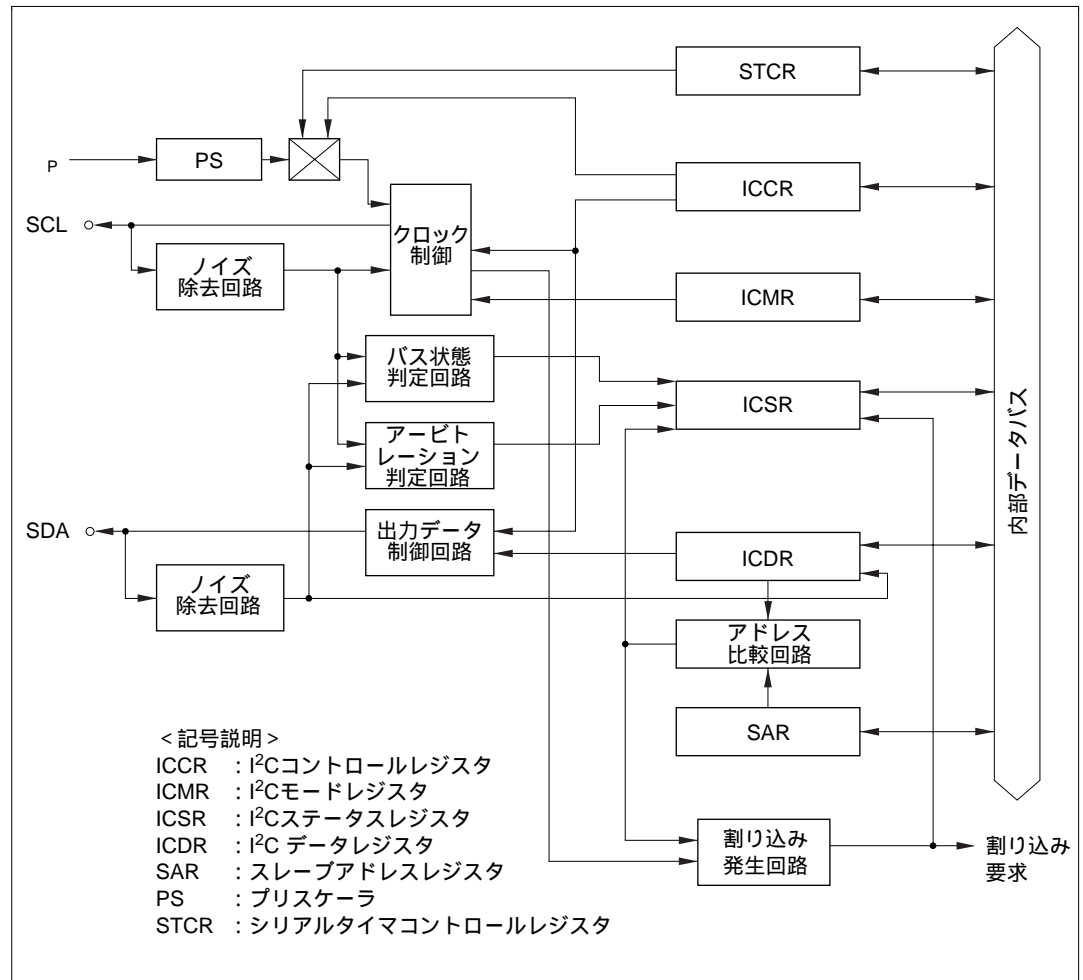 STCR
P
PS
ICCR
SCL
クロック
制御
ノイズ
除去回路
ICMR
バス状態
判定回路
ICSR
アービト
レーション
判定回路
内部データバス
SDA
出力データ
制御回路
ICDR
ノイズ
除去回路
アドレス
比較回路
SAR
<記号説明>
ICCR :I²Cコントロールレジスタ
ICMR :I²Cモードレジスタ
ICSR :I²Cステータスレジスタ
ICDR :I²C データレジスタ
SAR :スレーブアドレスレジスタ
PS :プリスケーラ
STCR :シリアルタイマコントロールレジスタ
割り込み
発生回路
割り込み
要求